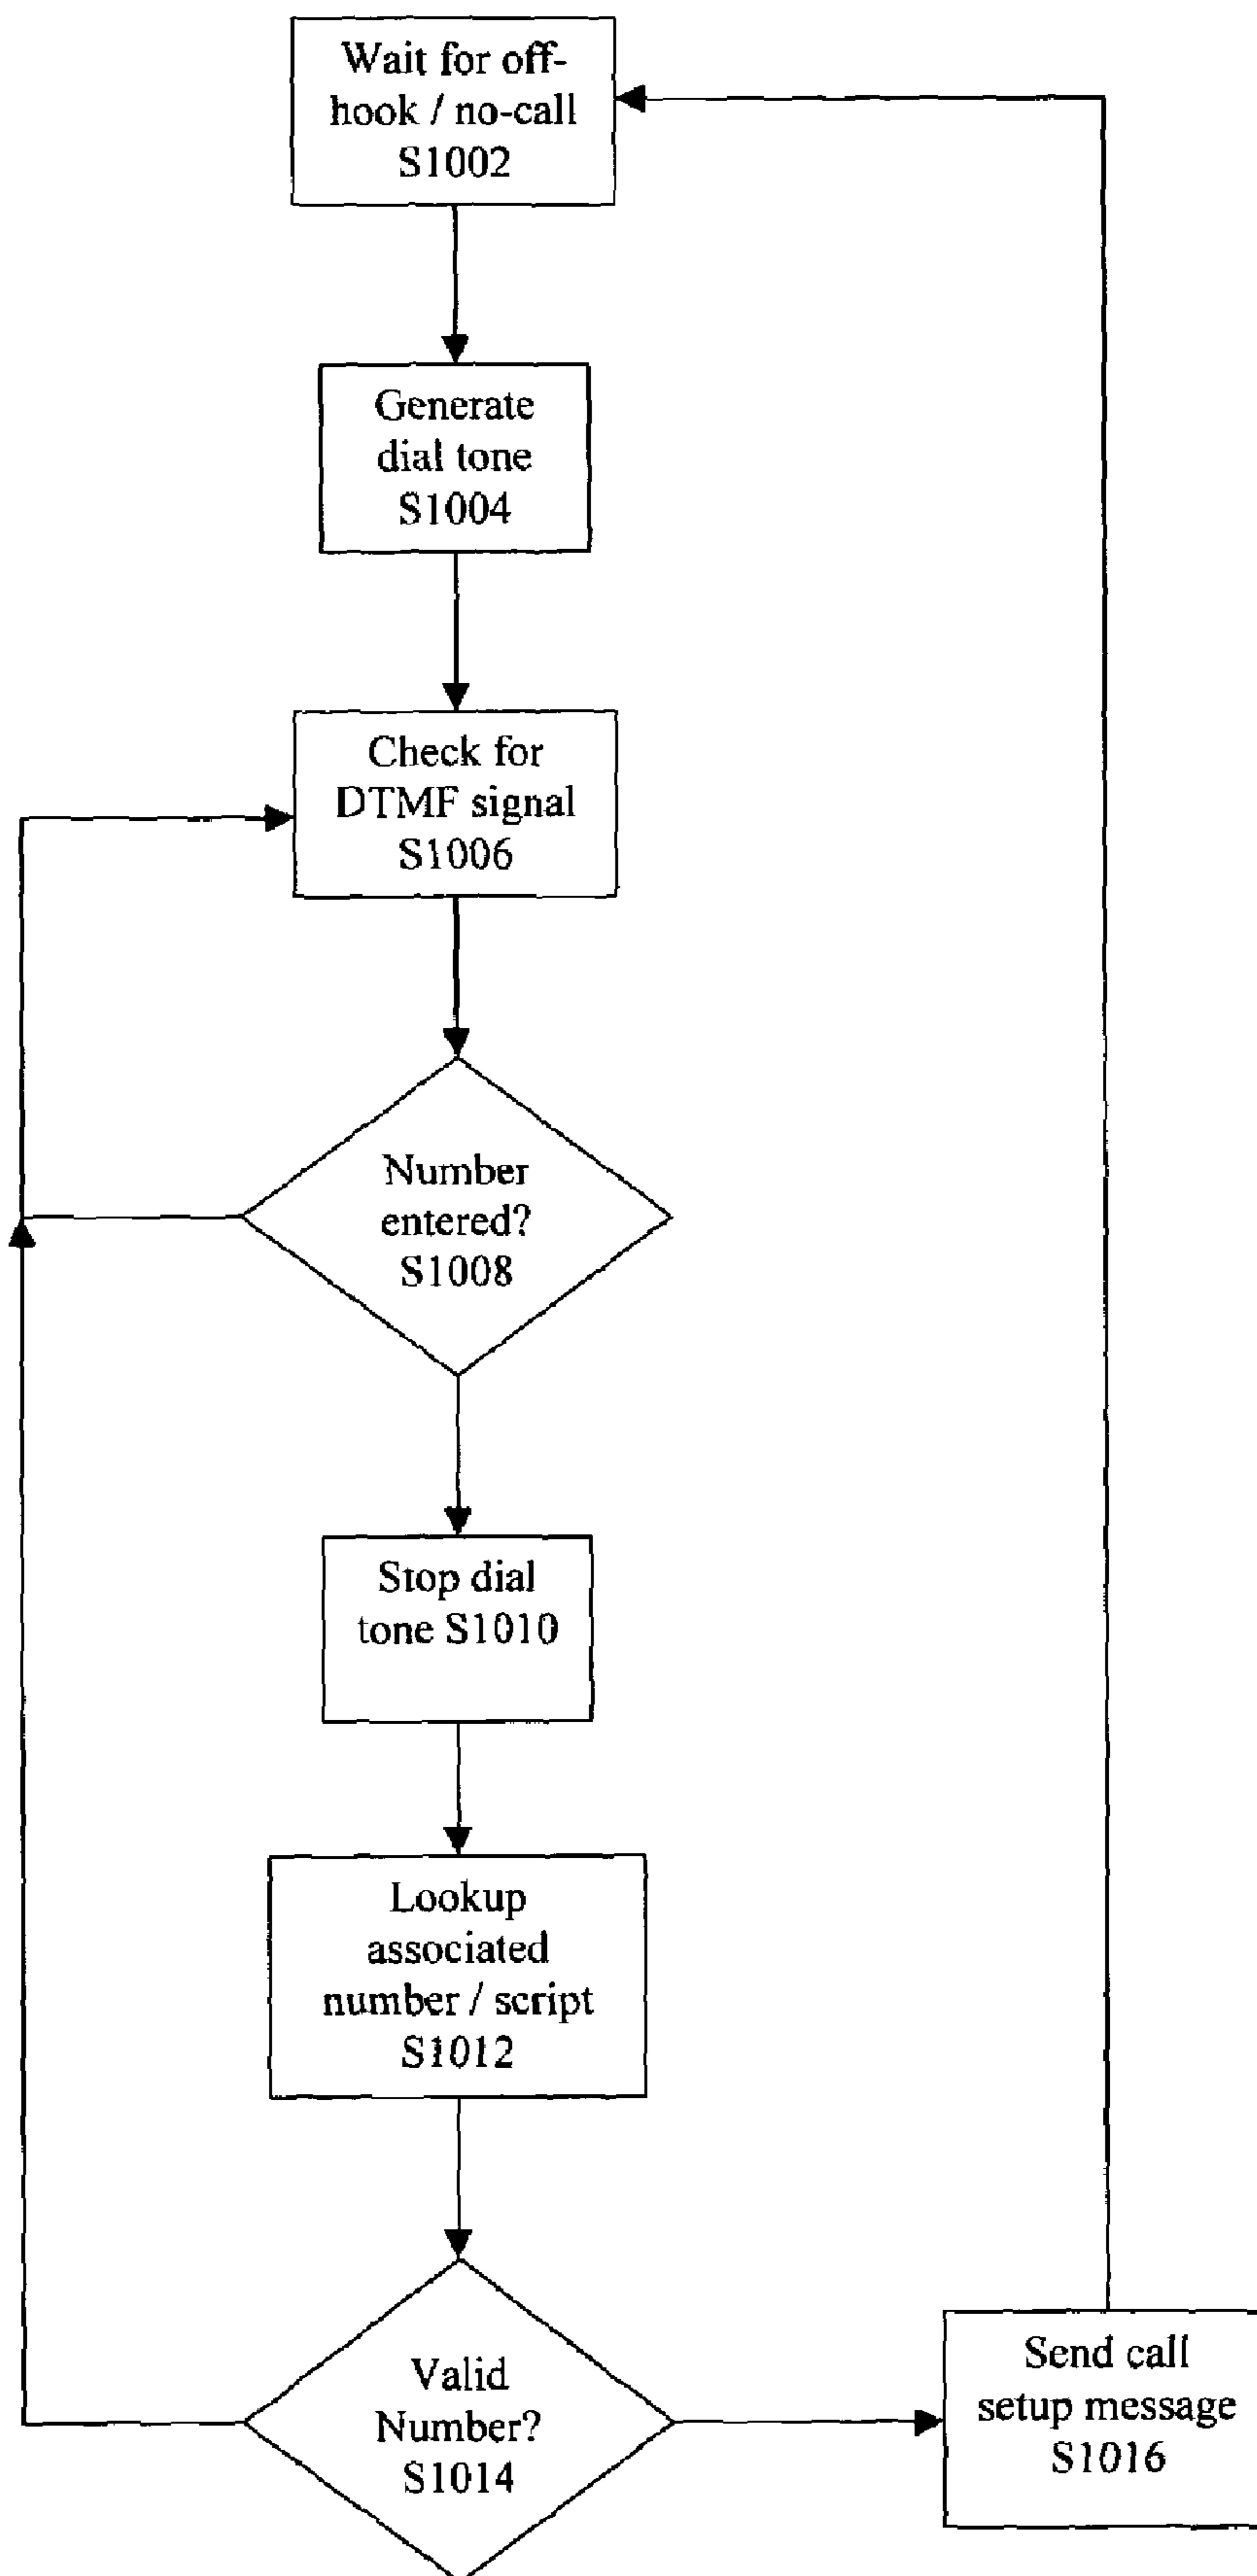 Wait for off-
hook / no-call
S1002
Generate
dial tone
S1004
Check for
DTMF signal
S1006
Number
entered?
S1008
Stop dial
tone S1010
Lookup
associated
number / script
S1012
Valid
Number?
S1014
Send call
setup message
S1016